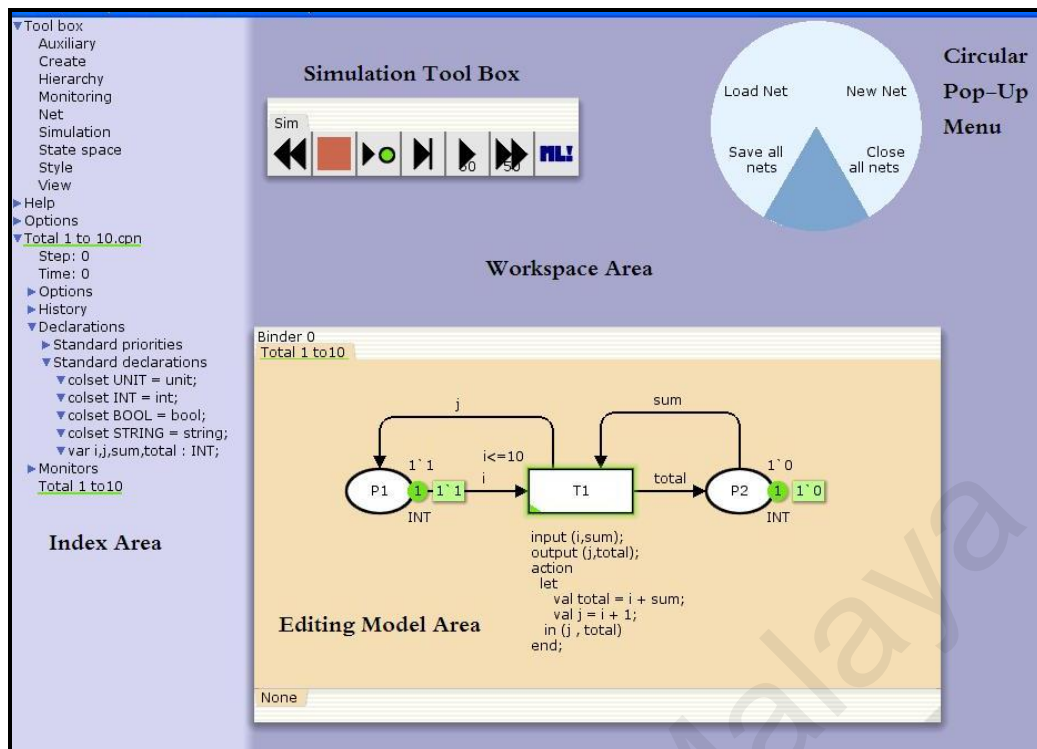 Tool box
Auxiliary
Create
Hierarchy
Monitoring
Net
Simulation
State space
Style
View
Help
Options
Total 1 to 10.cpn
Step: 0
Time: 0
Options
History
Declarations
Standard priorities
Standard declarations
colset UNIT = unit;
colset INT = int;
colset BOOL = bool;
colset STRING = string;
var i,j,sum,total : INT;
Monitors
Total 1 to10
Index Area
Simulation Tool Box
Sim
50
50
ML!
Load Net
New Net
Save all
nets
Close
all nets
Circular
Pop-Up
Menu
Workspace Area
Binder 0
Total 1 to10
j
sum
i<=10
1`1
i
total
1`0
P1
1
1`1
T1
P2
1
1`0
INT
INT
input (i,sum);
output (j,total);
action
let
val total = i + sum;
val j = i + 1;
in (j , total)
end;
Editing Model Area
None
Malaya